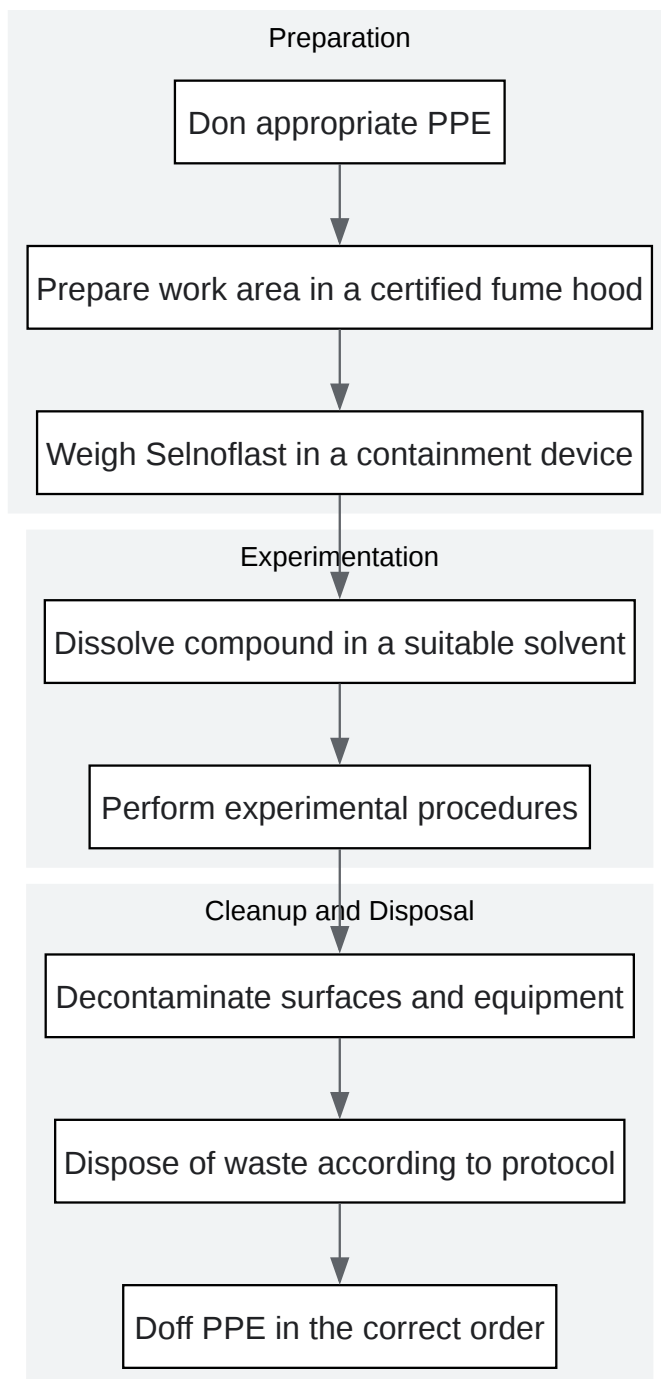 Preparation
Don appropriate PPE
Prepare work area in a certified fume hood
Weigh Selnoflast in a containment device
Experimentation
Dissolve compound in a suitable solvent
Perform experimental procedures
Cleanup and Disposal
Decontaminate surfaces and equipment
Dispose of waste according to protocol
Doff PPE in the correct order